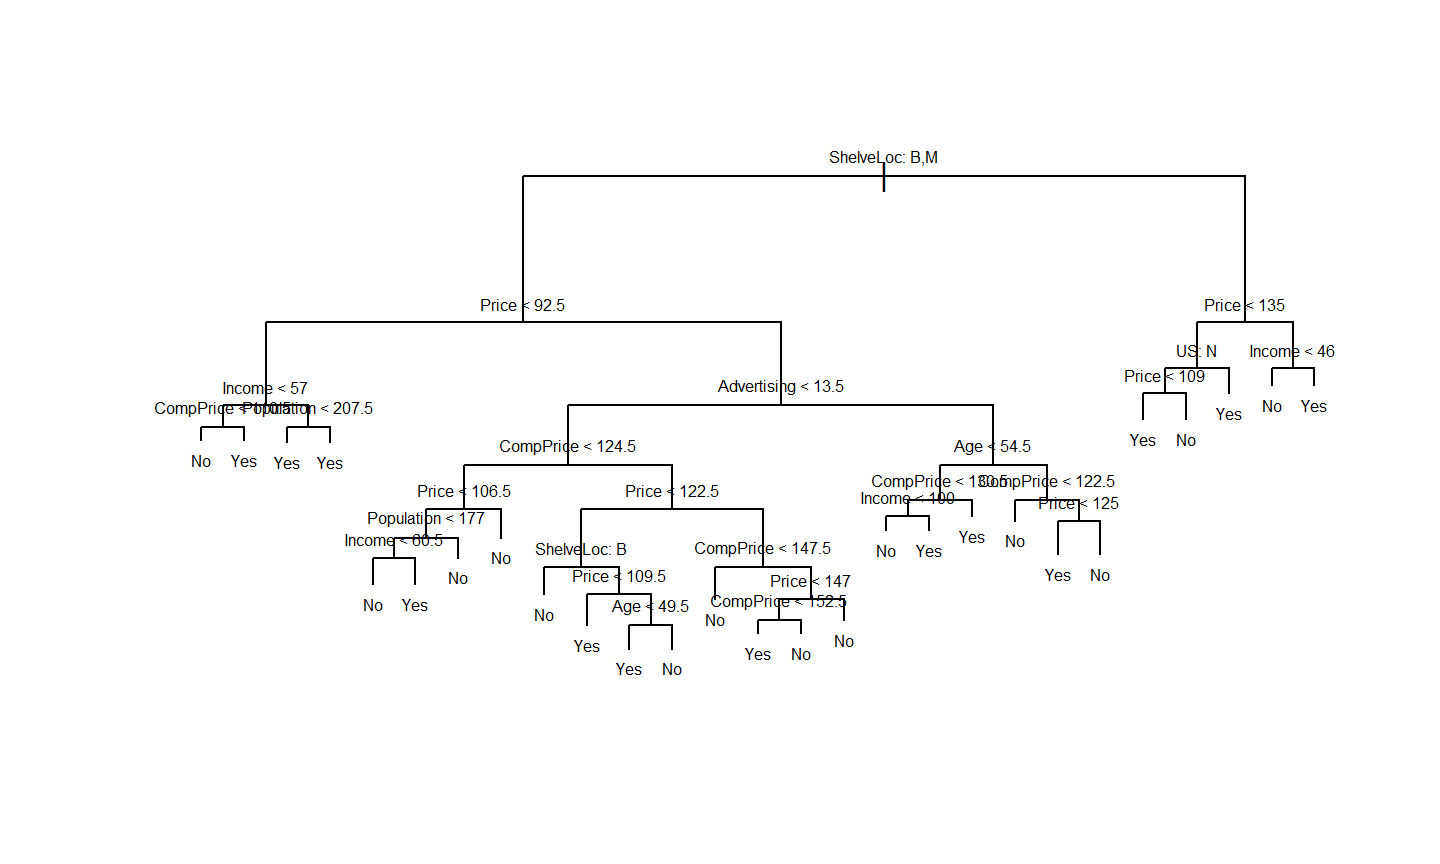 ShelveLoc: B,M
Price < 92.5
Price < 135
US: N
Income < 46
Price < 109
Income < 57
Advertising < 13.5
CompPrice < 110.5
Population < 207.5
No
Yes
Yes
Yes
Yes
No
Yes
No
Yes
CompPrice < 124.5
Age < 54.5
Price < 106.5
Price < 122.5
CompPrice < 130.5
CompPrice < 122.5
Income < 100
Price < 125
Population < 177
Income < 60.5
ShelveLoc: B
CompPrice < 147.5
No
Yes
Yes
No
No
Price < 109.5
Price < 147
No
Yes
No
Age < 49.5
CompPrice < 152.5
No
Yes
No
No
Yes
No
Yes
No
Yes
No